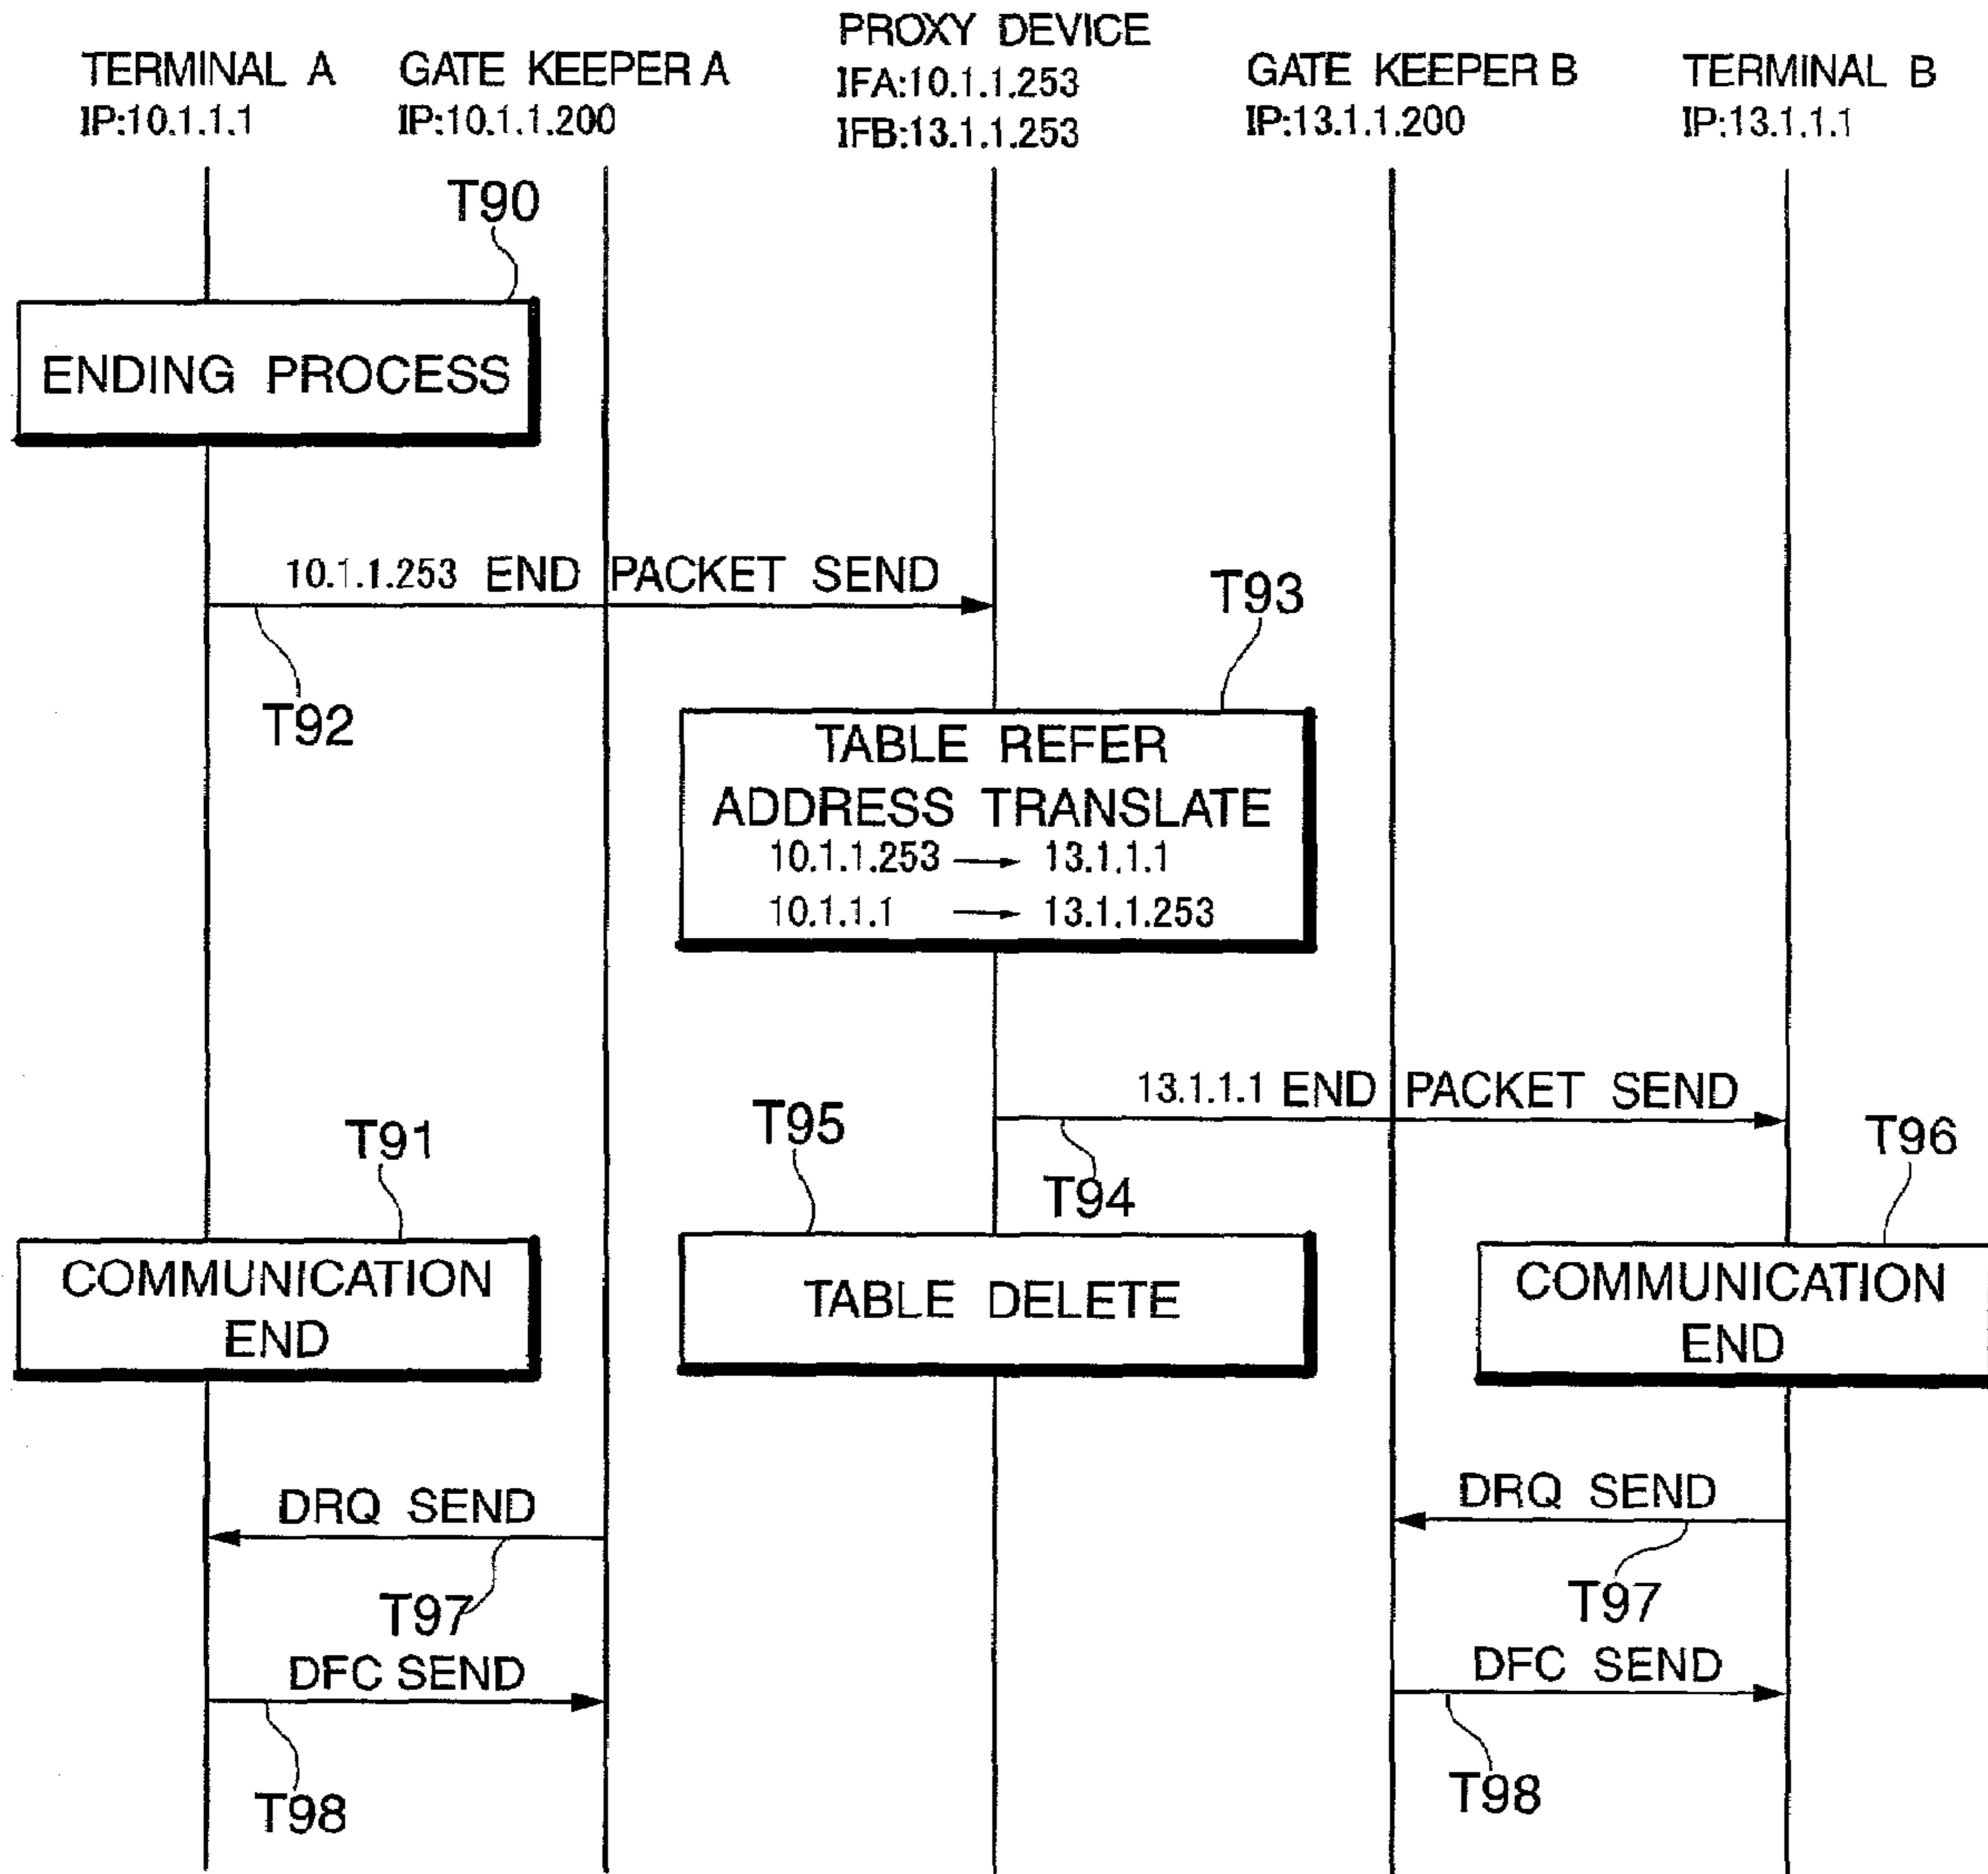 TERMINAL A
IP:10.1.1.1
GATE KEEPER A
IP:10.1.1.200
PROXY DEVICE
IFA:10.1.1.253
IFB:13.1.1.253
GATE KEEPER B
IP:13.1.1.200
TERMINAL B
IP:13.1.1.1
T90
ENDING PROCESS
10.1.1.253 END PACKET SEND
T92
T93
TABLE REFER
ADDRESS TRANSLATE
10.1.1.253 → 13.1.1.1
10.1.1.1 → 13.1.1.253
13.1.1.1 END PACKET SEND
T94
T91
COMMUNICATION
END
T95
TABLE DELETE
T96
COMMUNICATION
END
DRQ SEND
T97
DRQ SEND
T97
DFC SEND
T98
DFC SEND
T98